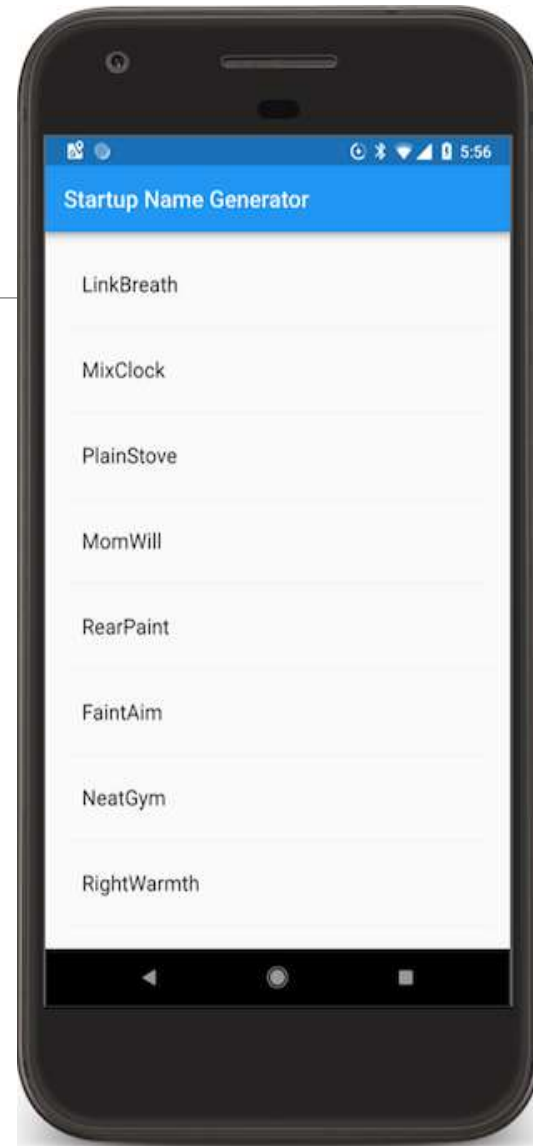 5:56
Startup Name Generator
LinkBreath
MixClock
PlainStove
MomWill
RearPaint
FaintAim
NeatGym
RightWarmth